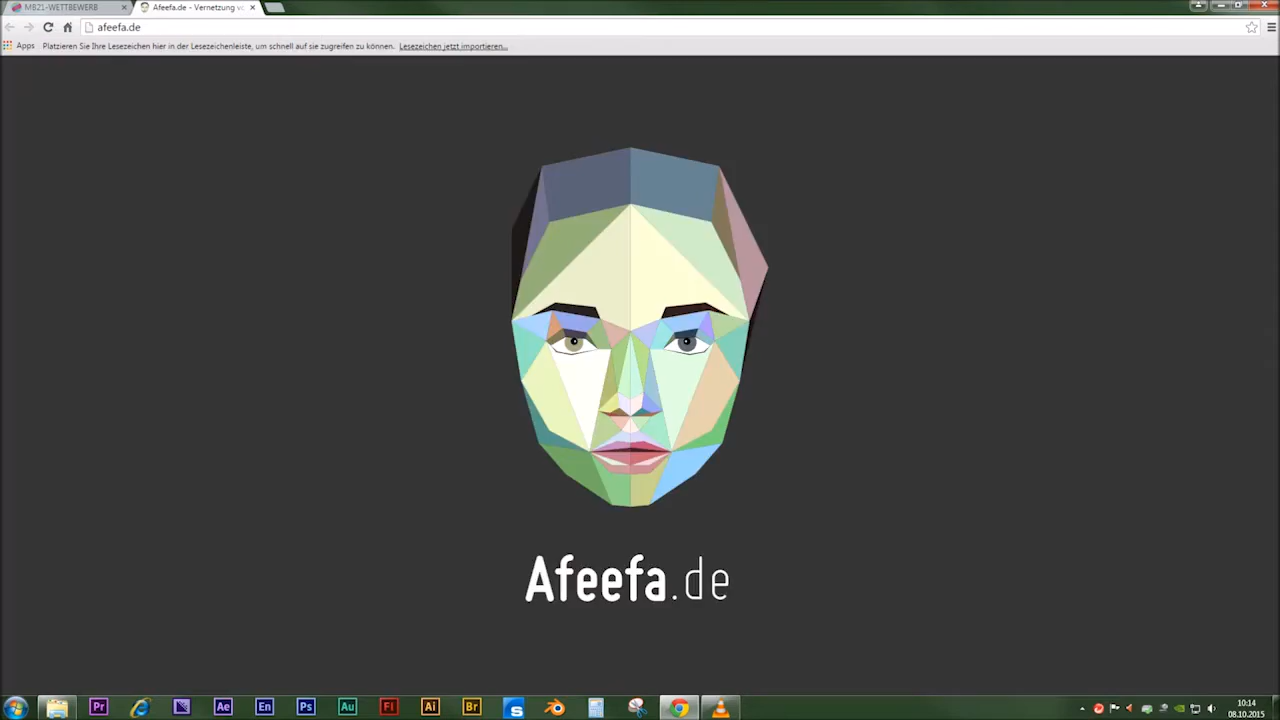 MB21-WETTBEWERB
Afeefa.de - Vernetzung vo
afeefa.de
Apps Platzieren Sie Ihre Lesezeichen hier in der Lesezeichenleiste, um schnell auf sie zugreifen zu können. Lesezeichen jetzt importieren...
Afeefa.de
Pr Ae En Ps Au Fl Ai Br S
10:14
08.10.2015